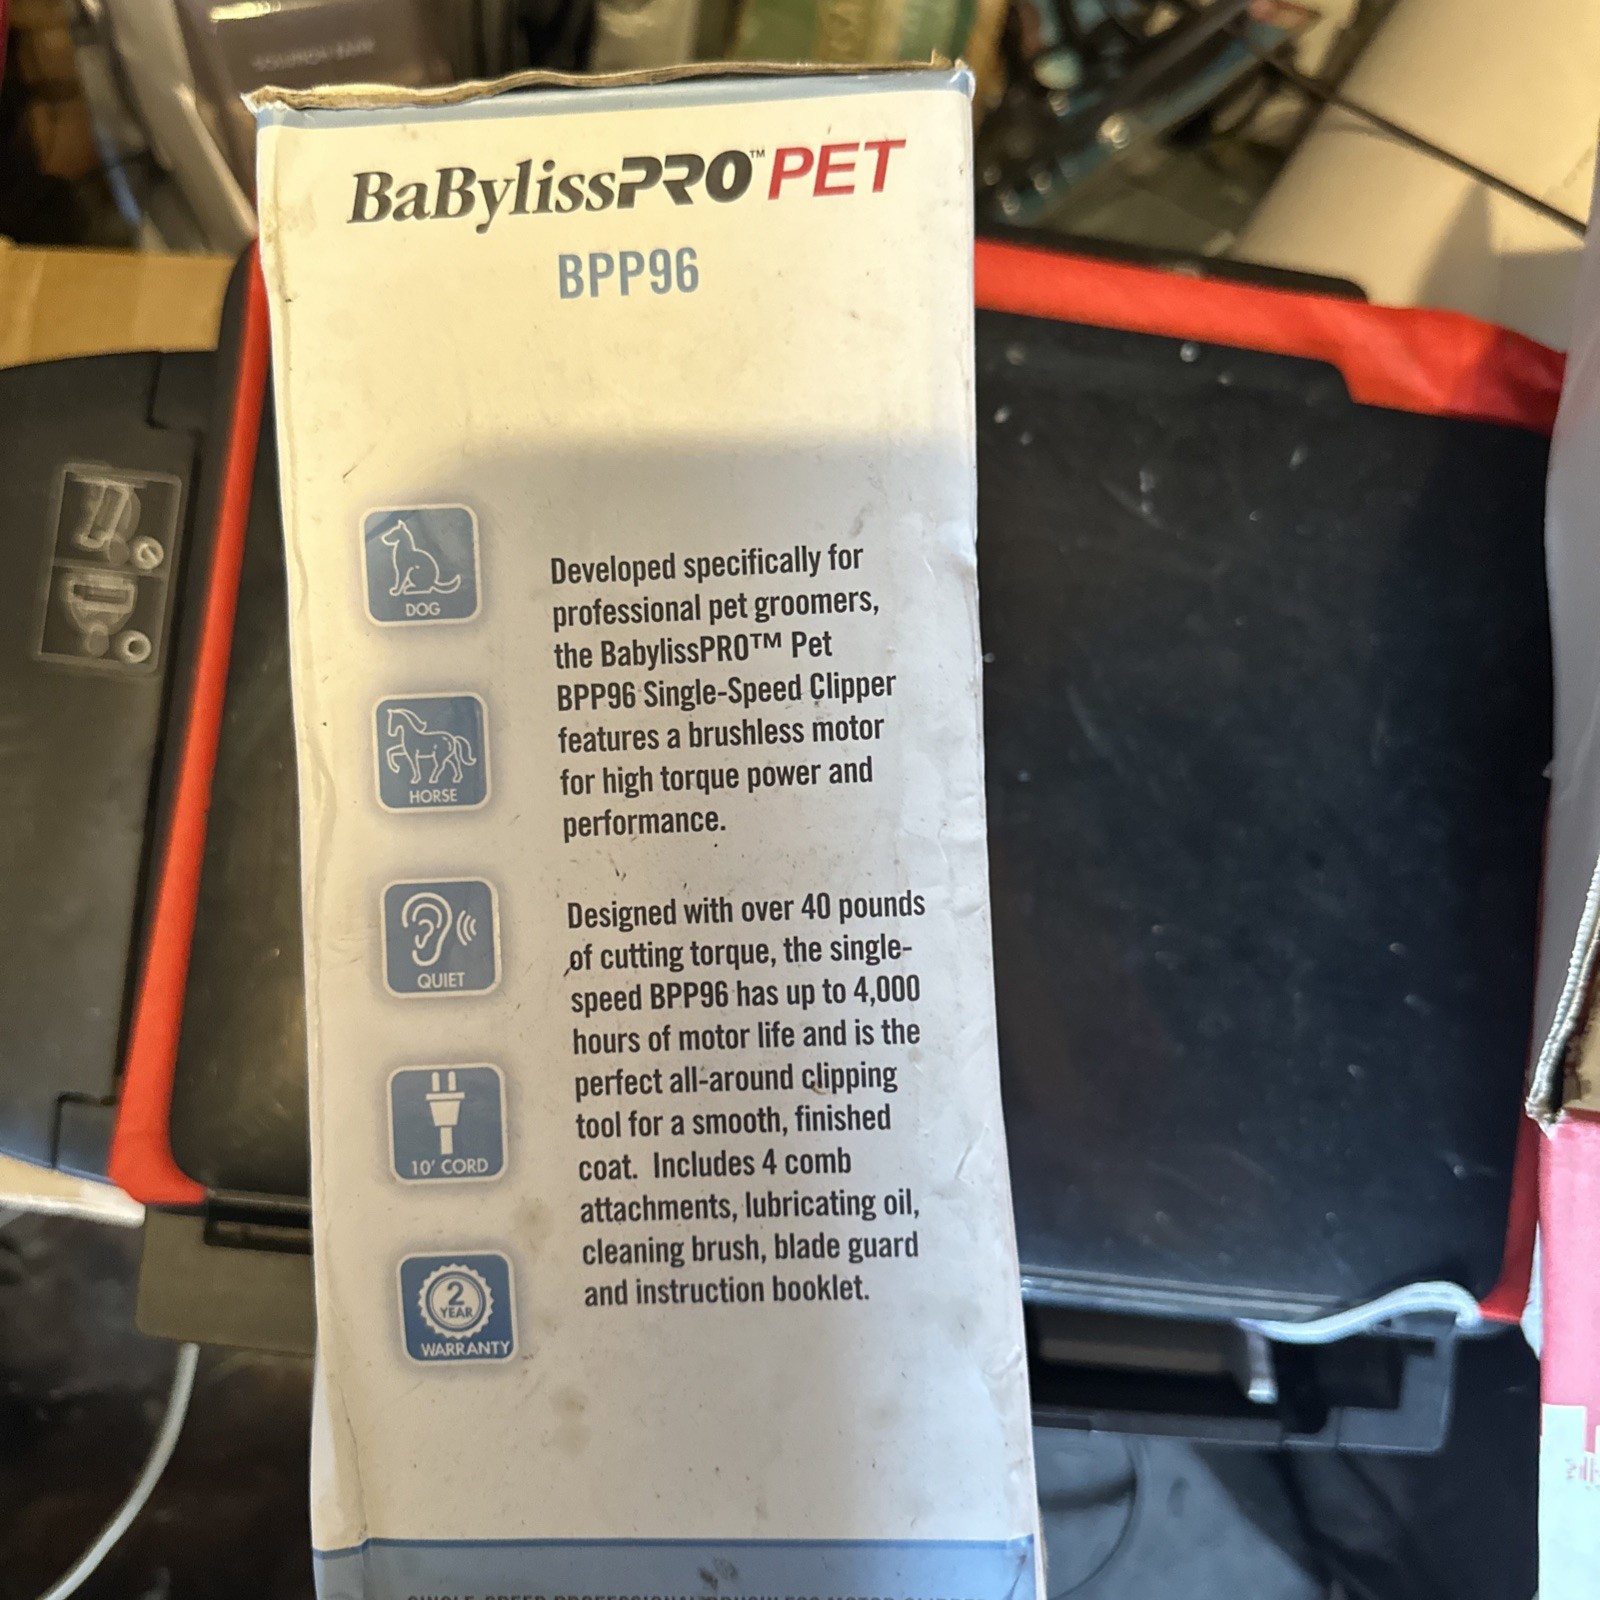 BaBylissPRO™ PET
BPP96
DOG
HORSE
QUIET
10' CORD
2
YEAR
WARRANTY
Developed specifically for
professional pet groomers,
the BabylissPRO™ Pet
BPP96 Single-Speed Clipper
features a brushless motor
for high torque power and
performance.
Designed with over 40 pounds
of cutting torque, the single-
speed BPP96 has up to 4,000
hours of motor life and is the
perfect all-around clipping
tool for a smooth, finished
coat. Includes 4 comb
attachments, lubricating oil,
cleaning brush, blade guard
and instruction booklet.